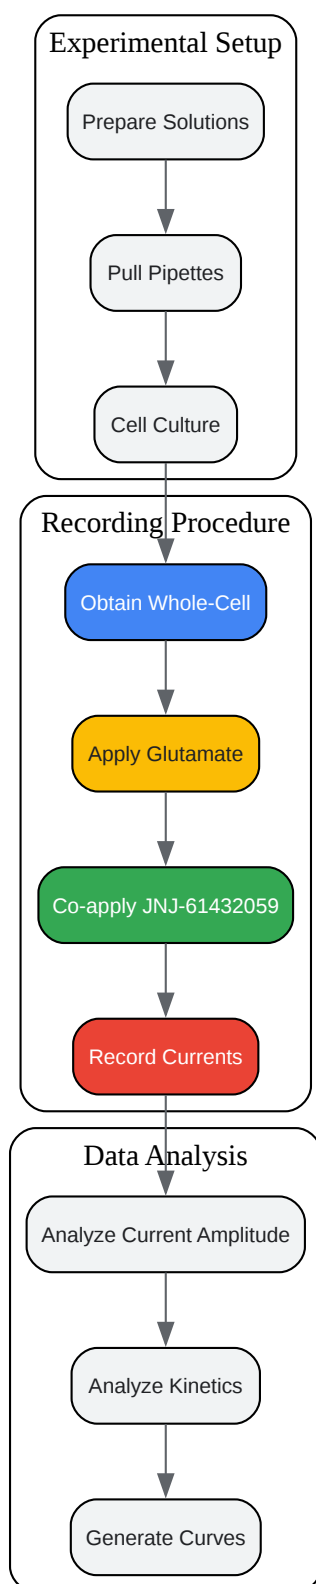 Experimental Setup
Prepare Solutions
Pull Pipettes
Cell Culture
Recording Procedure
Obtain Whole-Cell
Apply Glutamate
Co-apply JNJ-61432059
Record Currents
Data Analysis
Analyze Current Amplitude
Analyze Kinetics
Generate Curves